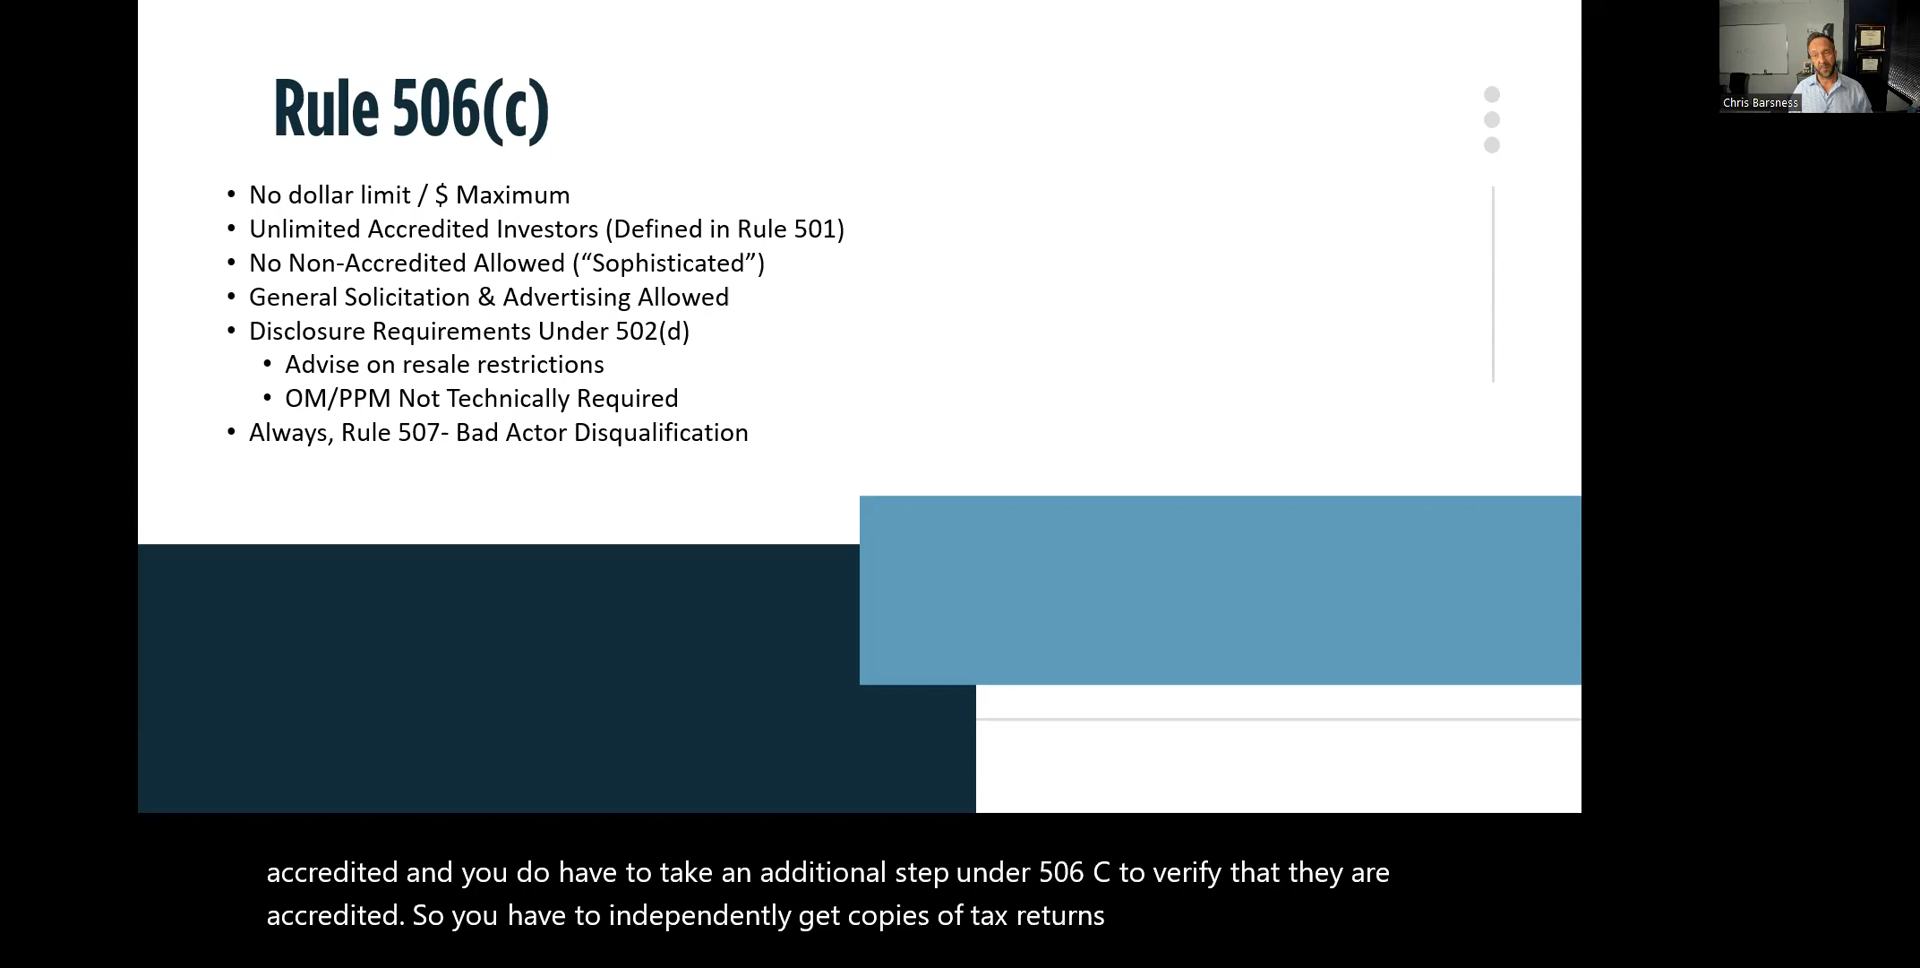 Rule 506(c)
• No dollar limit / $ Maximum
• Unlimited Accredited Investors (Defined in Rule 501)
• No Non-Accredited Allowed (“Sophisticated”)
• General Solicitation & Advertising Allowed
• Disclosure Requirements Under 502(d)
• Advise on resale restrictions
• OM/PPM Not Technically Required
• Always, Rule 507- Bad Actor Disqualification
Chris Barsness
accredited and you do have to take an additional step under 506 C to verify that they are
accredited. So you have to independently get copies of tax returns